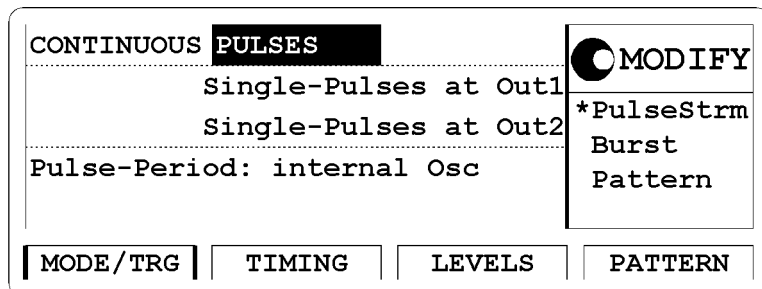 CONTINUOUS PULSES
Single-Pulses at Out1
Single-Pulses at Out2
Pulse-Period: internal Osc
MODIFY
*PulseStrm
Burst
Pattern
MODE/TRG
TIMING
LEVELS
PATTERN